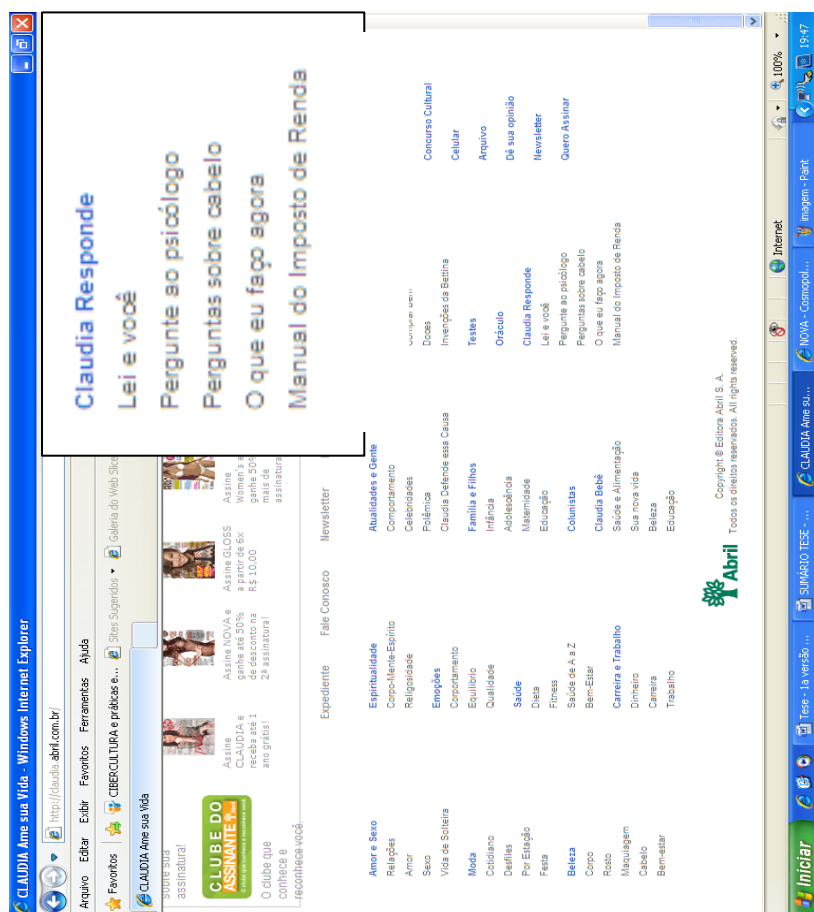 CLAUDIA Ame sua Vida - Windows Internet Explorer
http://claudia.abril.com.br/
Arquivo Editar Exibir Favoritos Ferramentas Ajuda
Favoritos CIBERCULTURA e práticas e... Sites Sugeridos Galeria do Web Slice
CLAUDIA Ame sua Vida
Claudia Responde
Lei e você
Pergunte ao psicólogo
Perguntas sobre cabelo
O que eu faço agora
Manual do Imposto de Renda
sobre sua
assinatura!
CLUBE DO
ASSINANTE
O clube que
conhece e
reconhece você.
Assine
CLAUDIA e
receba até 1
ano grátis!
Assine NOVA e
ganhe até 50%
de desconto na
2ª assinatura!
Assine GLOSS
a partir de 6x
R$ 10,00
Assine
Women's e
ganhe 50%
mais de
assinatura
Expediente Fale Conosco Newsletter
Amor e Sexo
Relações
Amor
Sexo
Vida de Solteira
Moda
Cotidiano
Desfiles
Por Estação
Festa
Beleza
Corpo
Rosto
Maquiagem
Cabelo
Bem-estar
Espiritualidade
Corpo-Mente-Espírito
Religosidade
Emoções
Comportamento
Equilíbrio
Qualidade
Saúde
Dieta
Fitness
Saúde de A a Z
Bem-Estar
Carreira e Trabalho
Dinheiro
Carreira
Trabalho
Atualidades e Gente
Comportamento
Celebridades
Polêmica
Claudia Defende essa Causa
Família e Filhos
Infância
Adolescência
Maternidade
Educação
Colunistas
Claudia Bebê
Saúde e Alimentação
Sua nova vida
Beleza
Educação
Doces
Invenções da Bettina
Testes
Oráculo
Claudia Responde
Lei e você
Pergunte ao psicólogo
Perguntas sobre cabelo
O que eu faço agora
Manual do Imposto de Renda
Concurso Cultural
Celular
Arquivo
Dê sua opinião
Newsletter
Quero Assinar
Abril
Copyright © Editora Abril S. A.
Todos os direitos reservados. All rights reserved.
Internet 100%
Iniciar Tese - 1a versão ... SUMÁRIO TESE - ... CLAUDIA Ame su... NOVA - Cosmopol... imagem - Paint 19:47